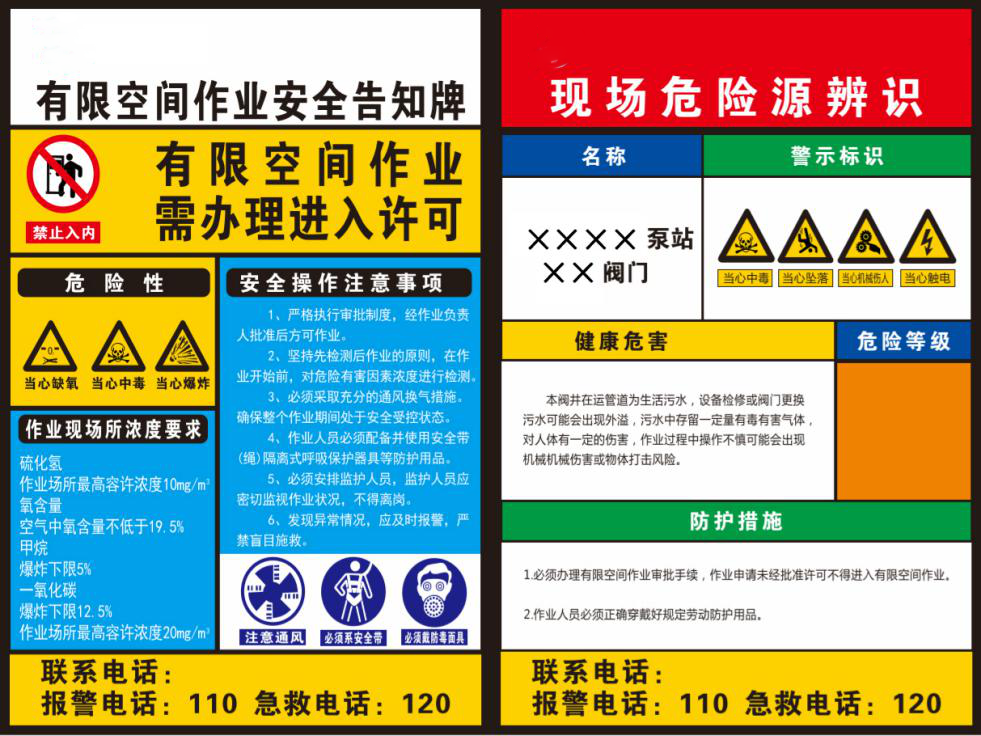 有限空间作业安全告知牌
有限空间作业
需办理进入许可
禁止入内
危险性
当心缺氧 当心中毒 当心爆炸
作业现场所浓度要求
硫化氢
作业场所最高容许浓度10mg/m³
氧含量
空气中氧含量不低于19.5%
甲烷
爆炸下限5%
一氧化碳
爆炸下限12.5%
作业场所最高容许浓度20mg/m³
安全操作注意事项
1、严格执行审批制度，经作业负责
人批准后方可作业。
2、坚持先检测后作业的原则，在作
业开始前，对危险有害因素浓度进行检测。
3、必须采取充分的通风换气措施。
确保整个作业期间处于安全受控状态。
4、作业人员必须配备并使用安全带
(绳)隔离式呼吸保护器具等防护用品。
5、必须安排监护人员，监护人员应
密切监视作业状况，不得离岗。
6、发现异常情况，应及时报警，严
禁盲目施救。
注意通风 必须系安全带 必须戴防毒面具
联系电话：
报警电话：110 急救电话：120
现场危险源辨识
名称
警示标识
×××× 泵站
×× 阀门
当心中毒 当心坠落 当心机械伤人 当心触电
健康危害
危险等级
本阀井在运管道为生活污水，设备检修或阀门更换
污水可能会出现外溢，污水中存留一定量有毒有害气体，
对人体有一定的伤害，作业过程中操作不慎可能会出现
机械机械伤害或物体打击风险。
防护措施
1.必须办理有限空间作业审批手续，作业申请未经批准许可不得进入有限空间作业。
2.作业人员必须正确穿戴好规定劳动防护用品。
联系电话：
报警电话：110 急救电话：120